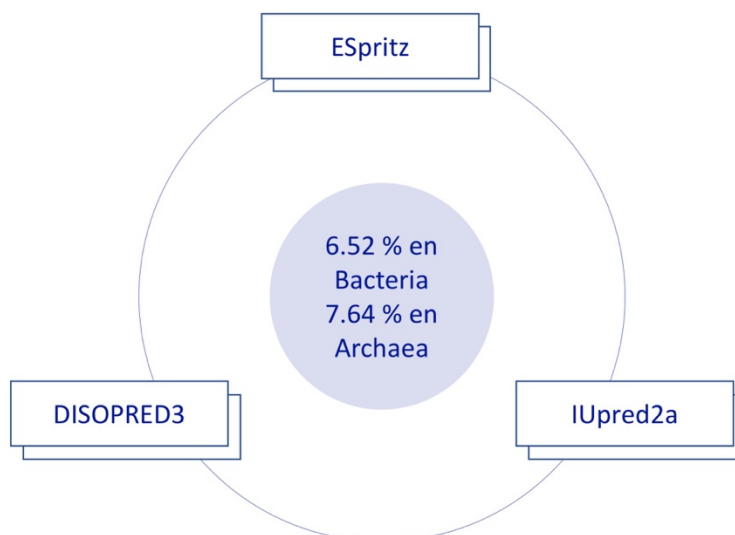 ESpritz
6.52 % en
Bacteria
7.64 % en
Archaea
DISOPRED3
IUpred2a